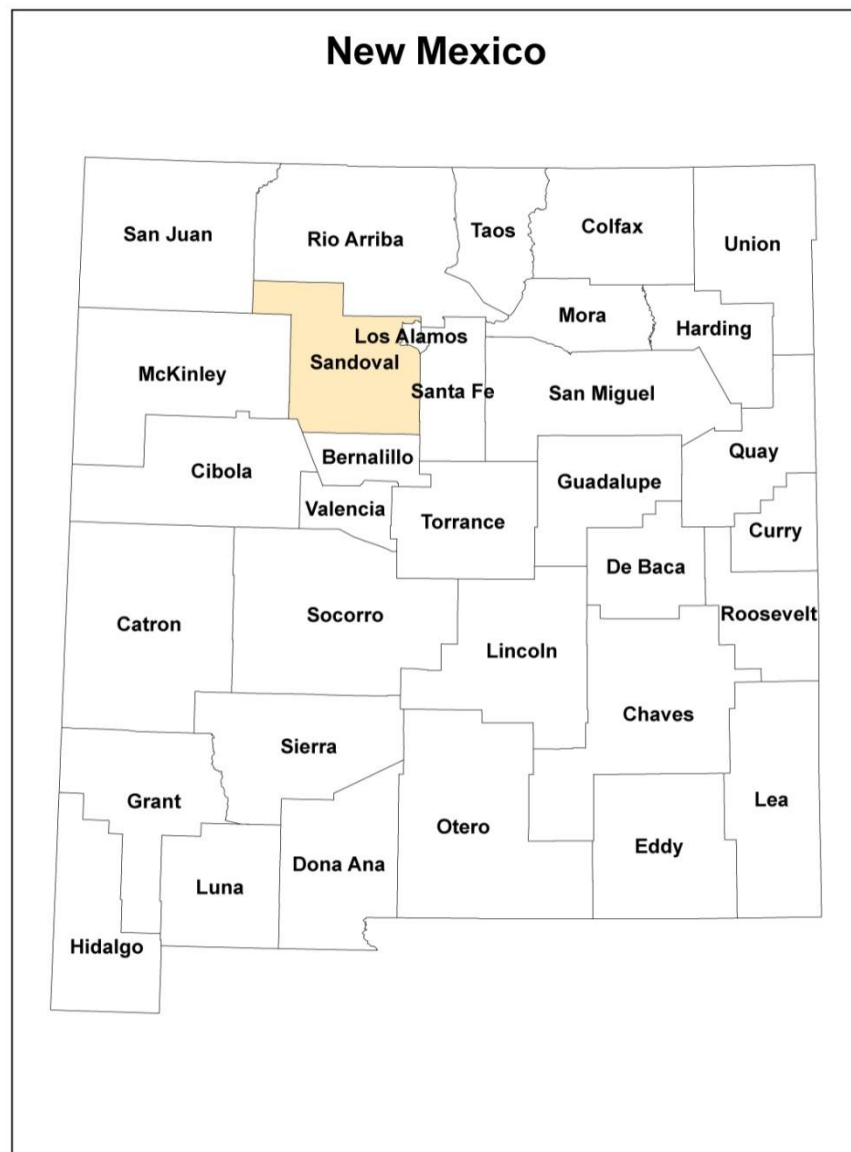 New Mexico
San Juan
Rio Arriba
Taos
Colfax
Union
Mora
Harding
Los Alamos
Sandoval
McKinley
Santa Fe
San Miguel
Bernalillo
Quay
Cibola
Guadalupe
Valencia
Torrance
Curry
De Baca
Catron
Socorro
Roosevelt
Lincoln
Chaves
Sierra
Grant
Lea
Otero
Eddy
Dona Ana
Luna
Hidalgo